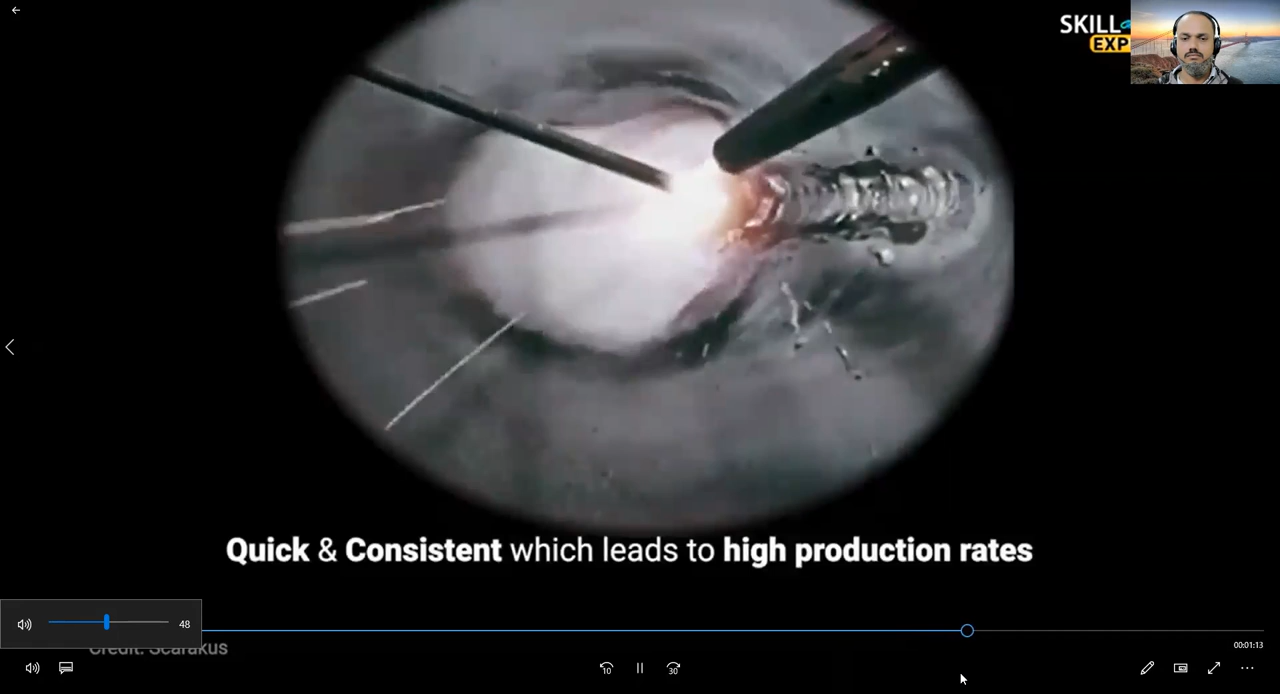 SKILL
EXP
Quick & Consistent which leads to high production rates
48
Credit: Scarakus
00:01:13
10
30